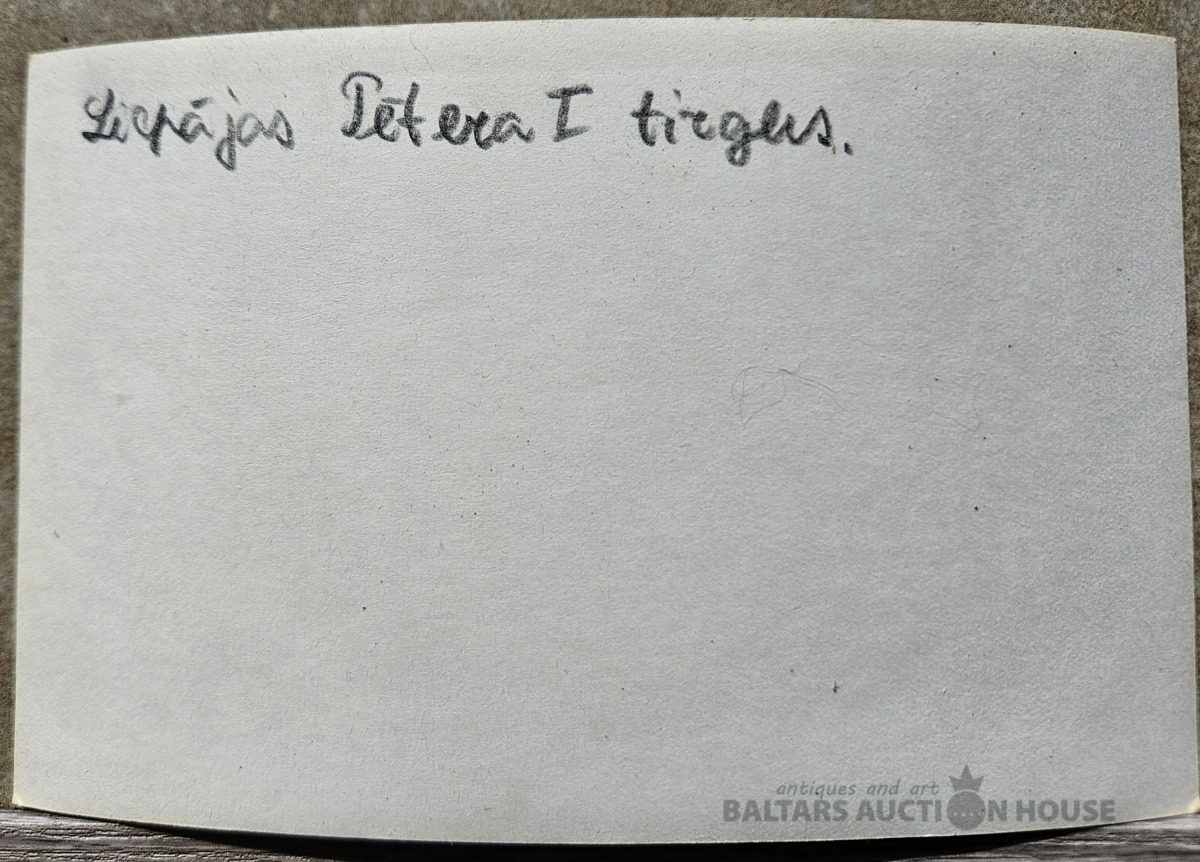 Liepājas Pētera I tirgus.
antiques and art
BALTARS AUCTION HOUSE